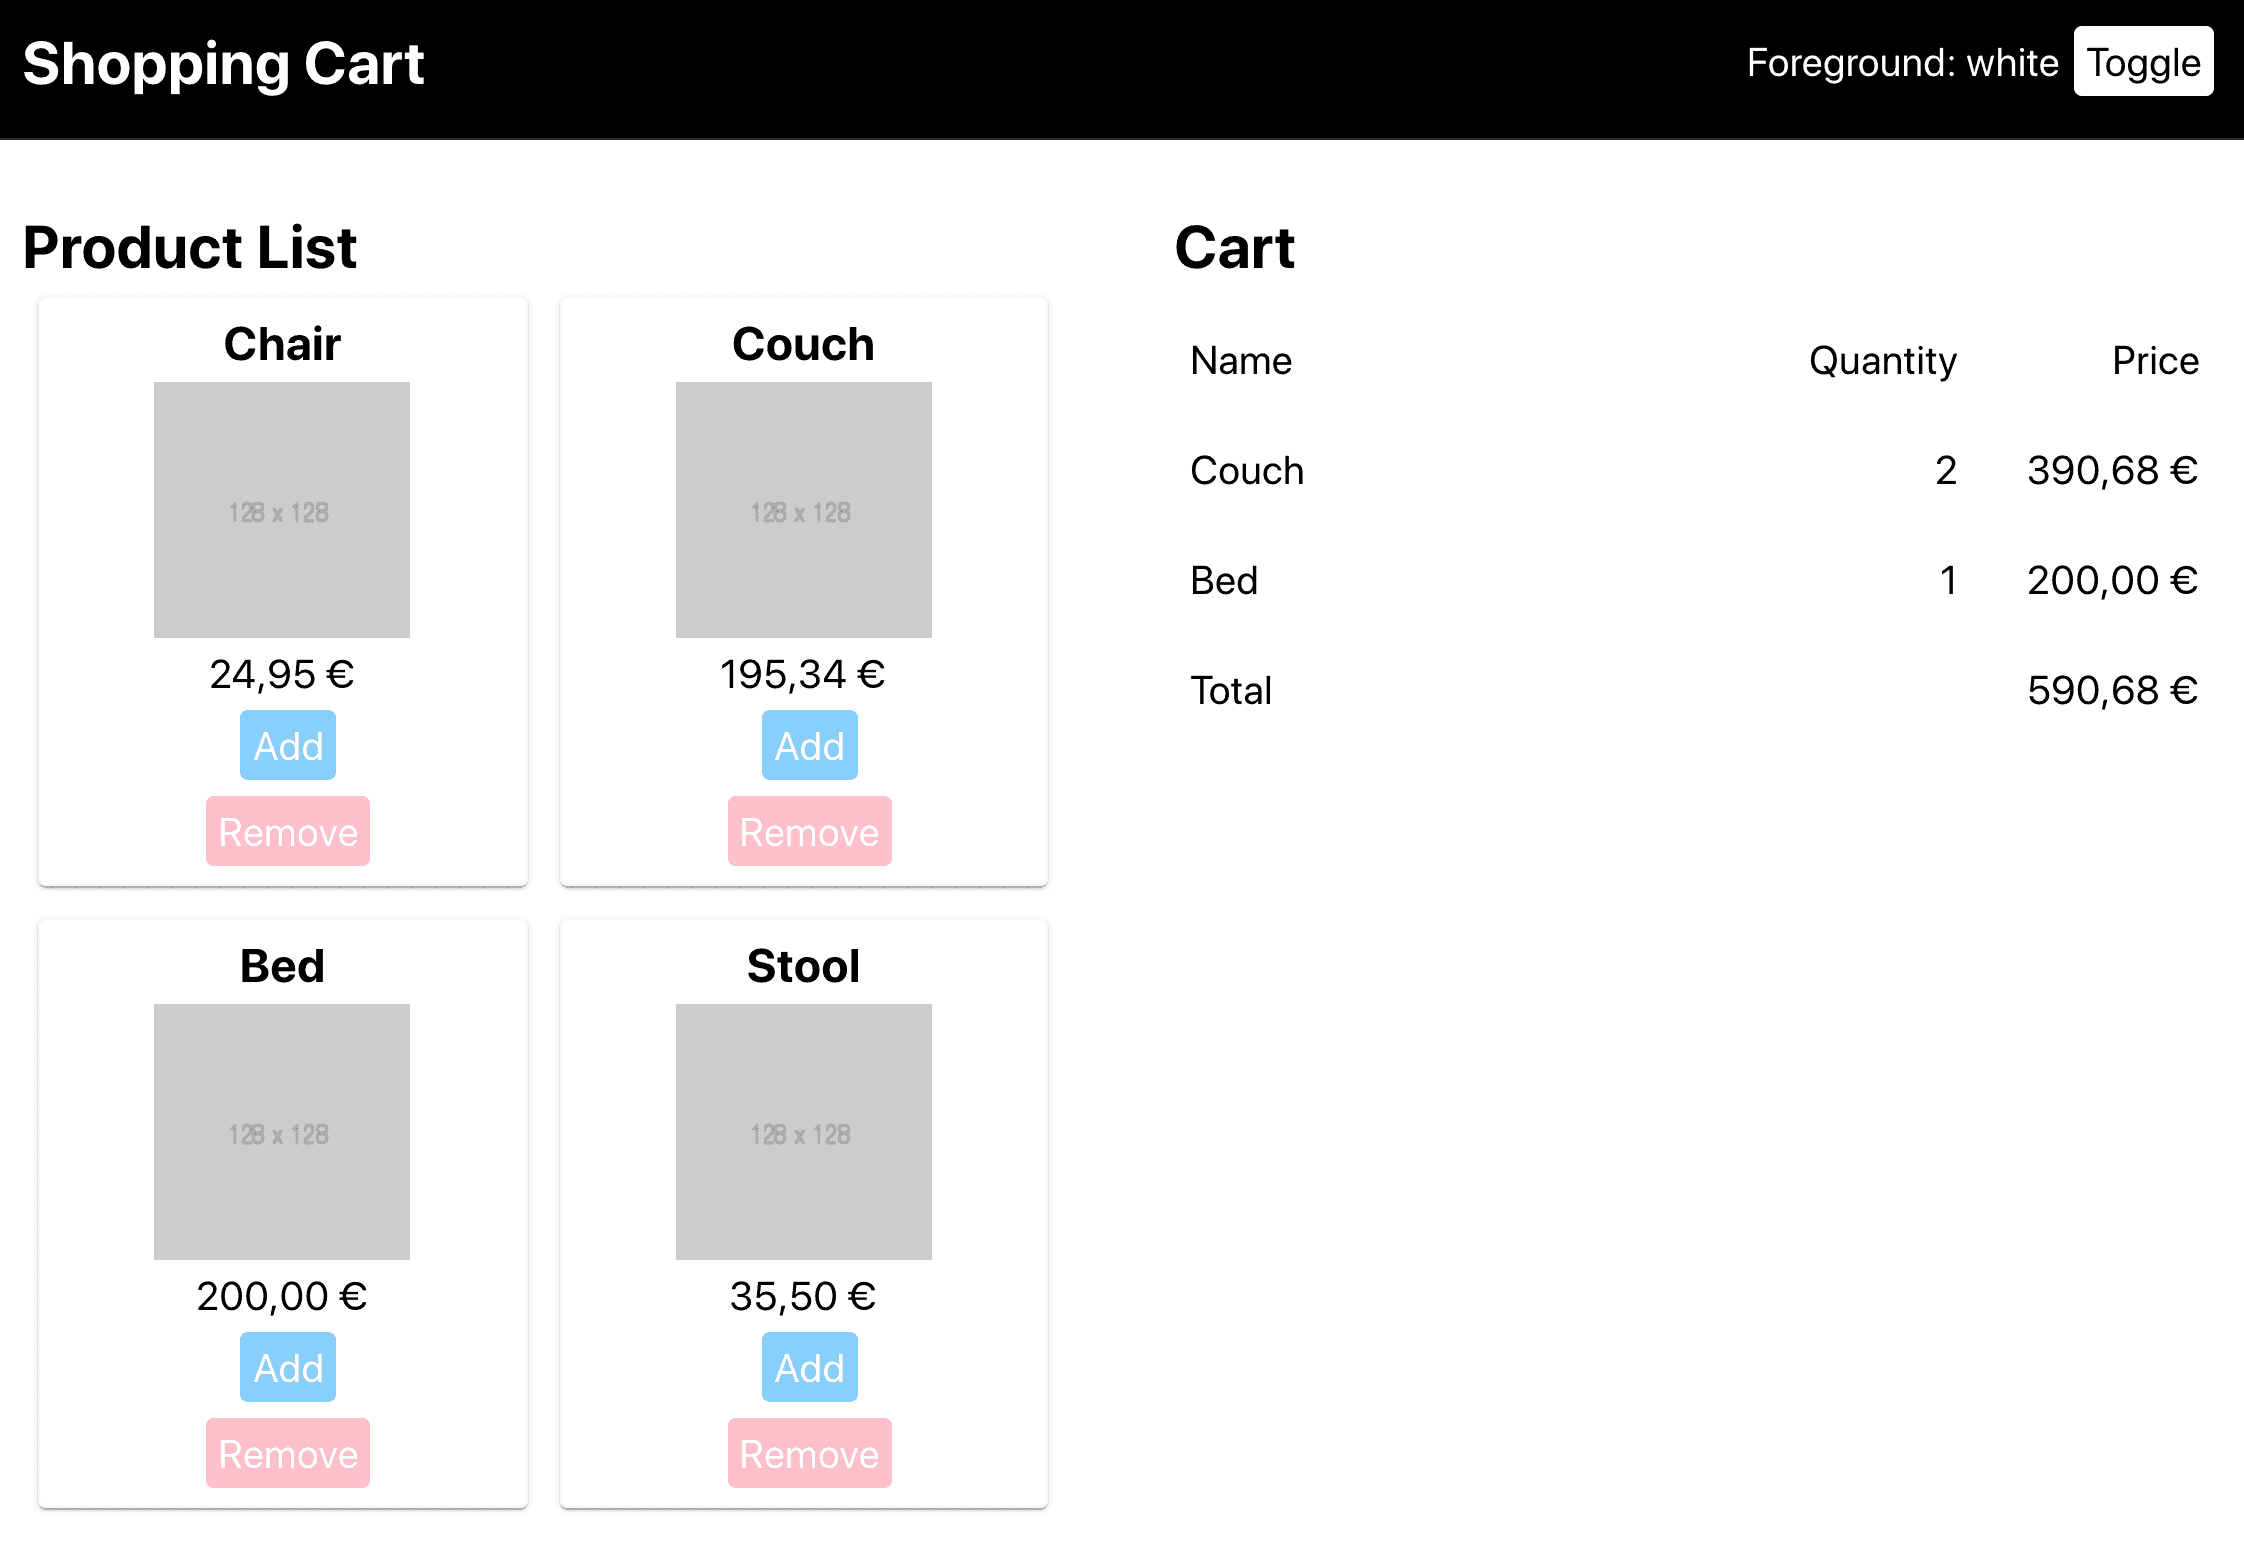 Shopping Cart
Foreground: white Toggle
Product List
Chair
128 x 128
24,95 €
Add
Remove
Couch
128 x 128
195,34 €
Add
Remove
Bed
128 x 128
200,00 €
Add
Remove
Stool
128 x 128
35,50 €
Add
Remove
Cart
Name Quantity Price
Couch 2 390,68 €
Bed 1 200,00 €
Total 590,68 €